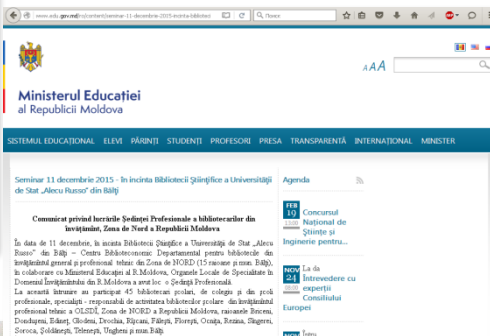 www.edu.gov.md/ro/content/seminar-11-decembrie-2015-incinta-bibliotec
Поиск
A A A
Ministerul Educației
al Republicii Moldova
SISTEMUL EDUCAȚIONAL ELEVI PĂRINȚI STUDENȚI PROFESORI PRESA TRANSPARENȚĂ INTERNAȚIONAL MINISTER
Seminar 11 decembrie 2015 - în incinta Bibliotecii Științifice a Universității
de Stat „Alecu Russo" din Bălți
Comunicat privind lucrările Ședinței Profesionale a bibliotecarilor din
învățămînt, Zona de Nord a Republicii Moldova
În data de 11 decembrie, în incinta Bibliotecii Științifice a Universității de Stat „Alecu
Russo" din Bălți – Centru Biblioteconomic Departamental pentru bibliotecile din
învățămîntul general și profesional tehnic din Zona de NORD (15 raioane și mun. Bălți),
în colaborare cu Ministerul Educației al R.Moldova, Organele Locale de Specialitate în
Domeniul Învățămîntului din R.Moldova a avut loc o Ședință Profesională.
La această întrunire au participat 45 bibliotecari școlari, de colegiu și din școli
profesionale, specialiști - responsabili de activitatea bibliotecilor școlare din învățămîntul
profesional tehnic a OLSDÎ, Zona de NORD a Republicii Moldova, raioanele Briceni,
Dondușeni, Edineț, Glodeni, Drochia, Rîșcani, Fălești, Florești, Ocnița, Rezina, Sîngerei,
Soroca, Șoldănești, Telenești, Ungheni și mun Bălți.
Agenda
FEB
19
13:00
Concursul
Național de
Științe și
Inginerie pentru...
NOV
24
La da
Întrevedere cu
experții
Consiliului
Europei
NOV
Întru